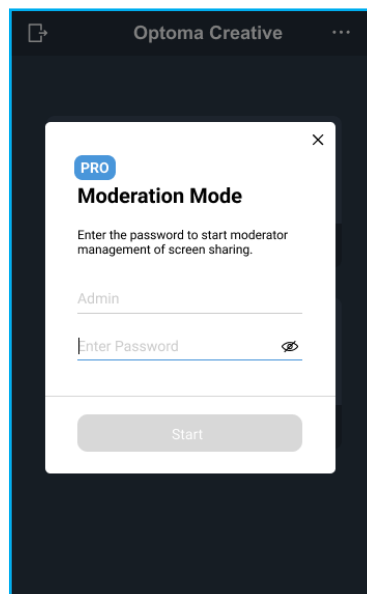 Optoma Creative
PRO
Moderation Mode
Enter the password to start moderator
management of screen sharing.
Admin
Enter Password
Start